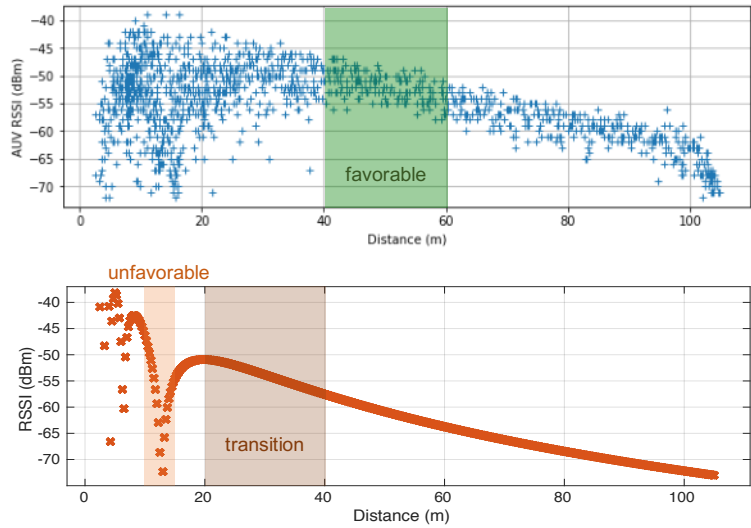 −40
−45
−50
−55
−60
−65
−70
AUV RSSI (dBm)
favorable
0 20 40 60 80 100
Distance (m)
unfavorable
-40
-45
-50
-55
-60
-65
-70
RSSI (dBm)
transition
0 20 40 60 80 100
Distance (m)